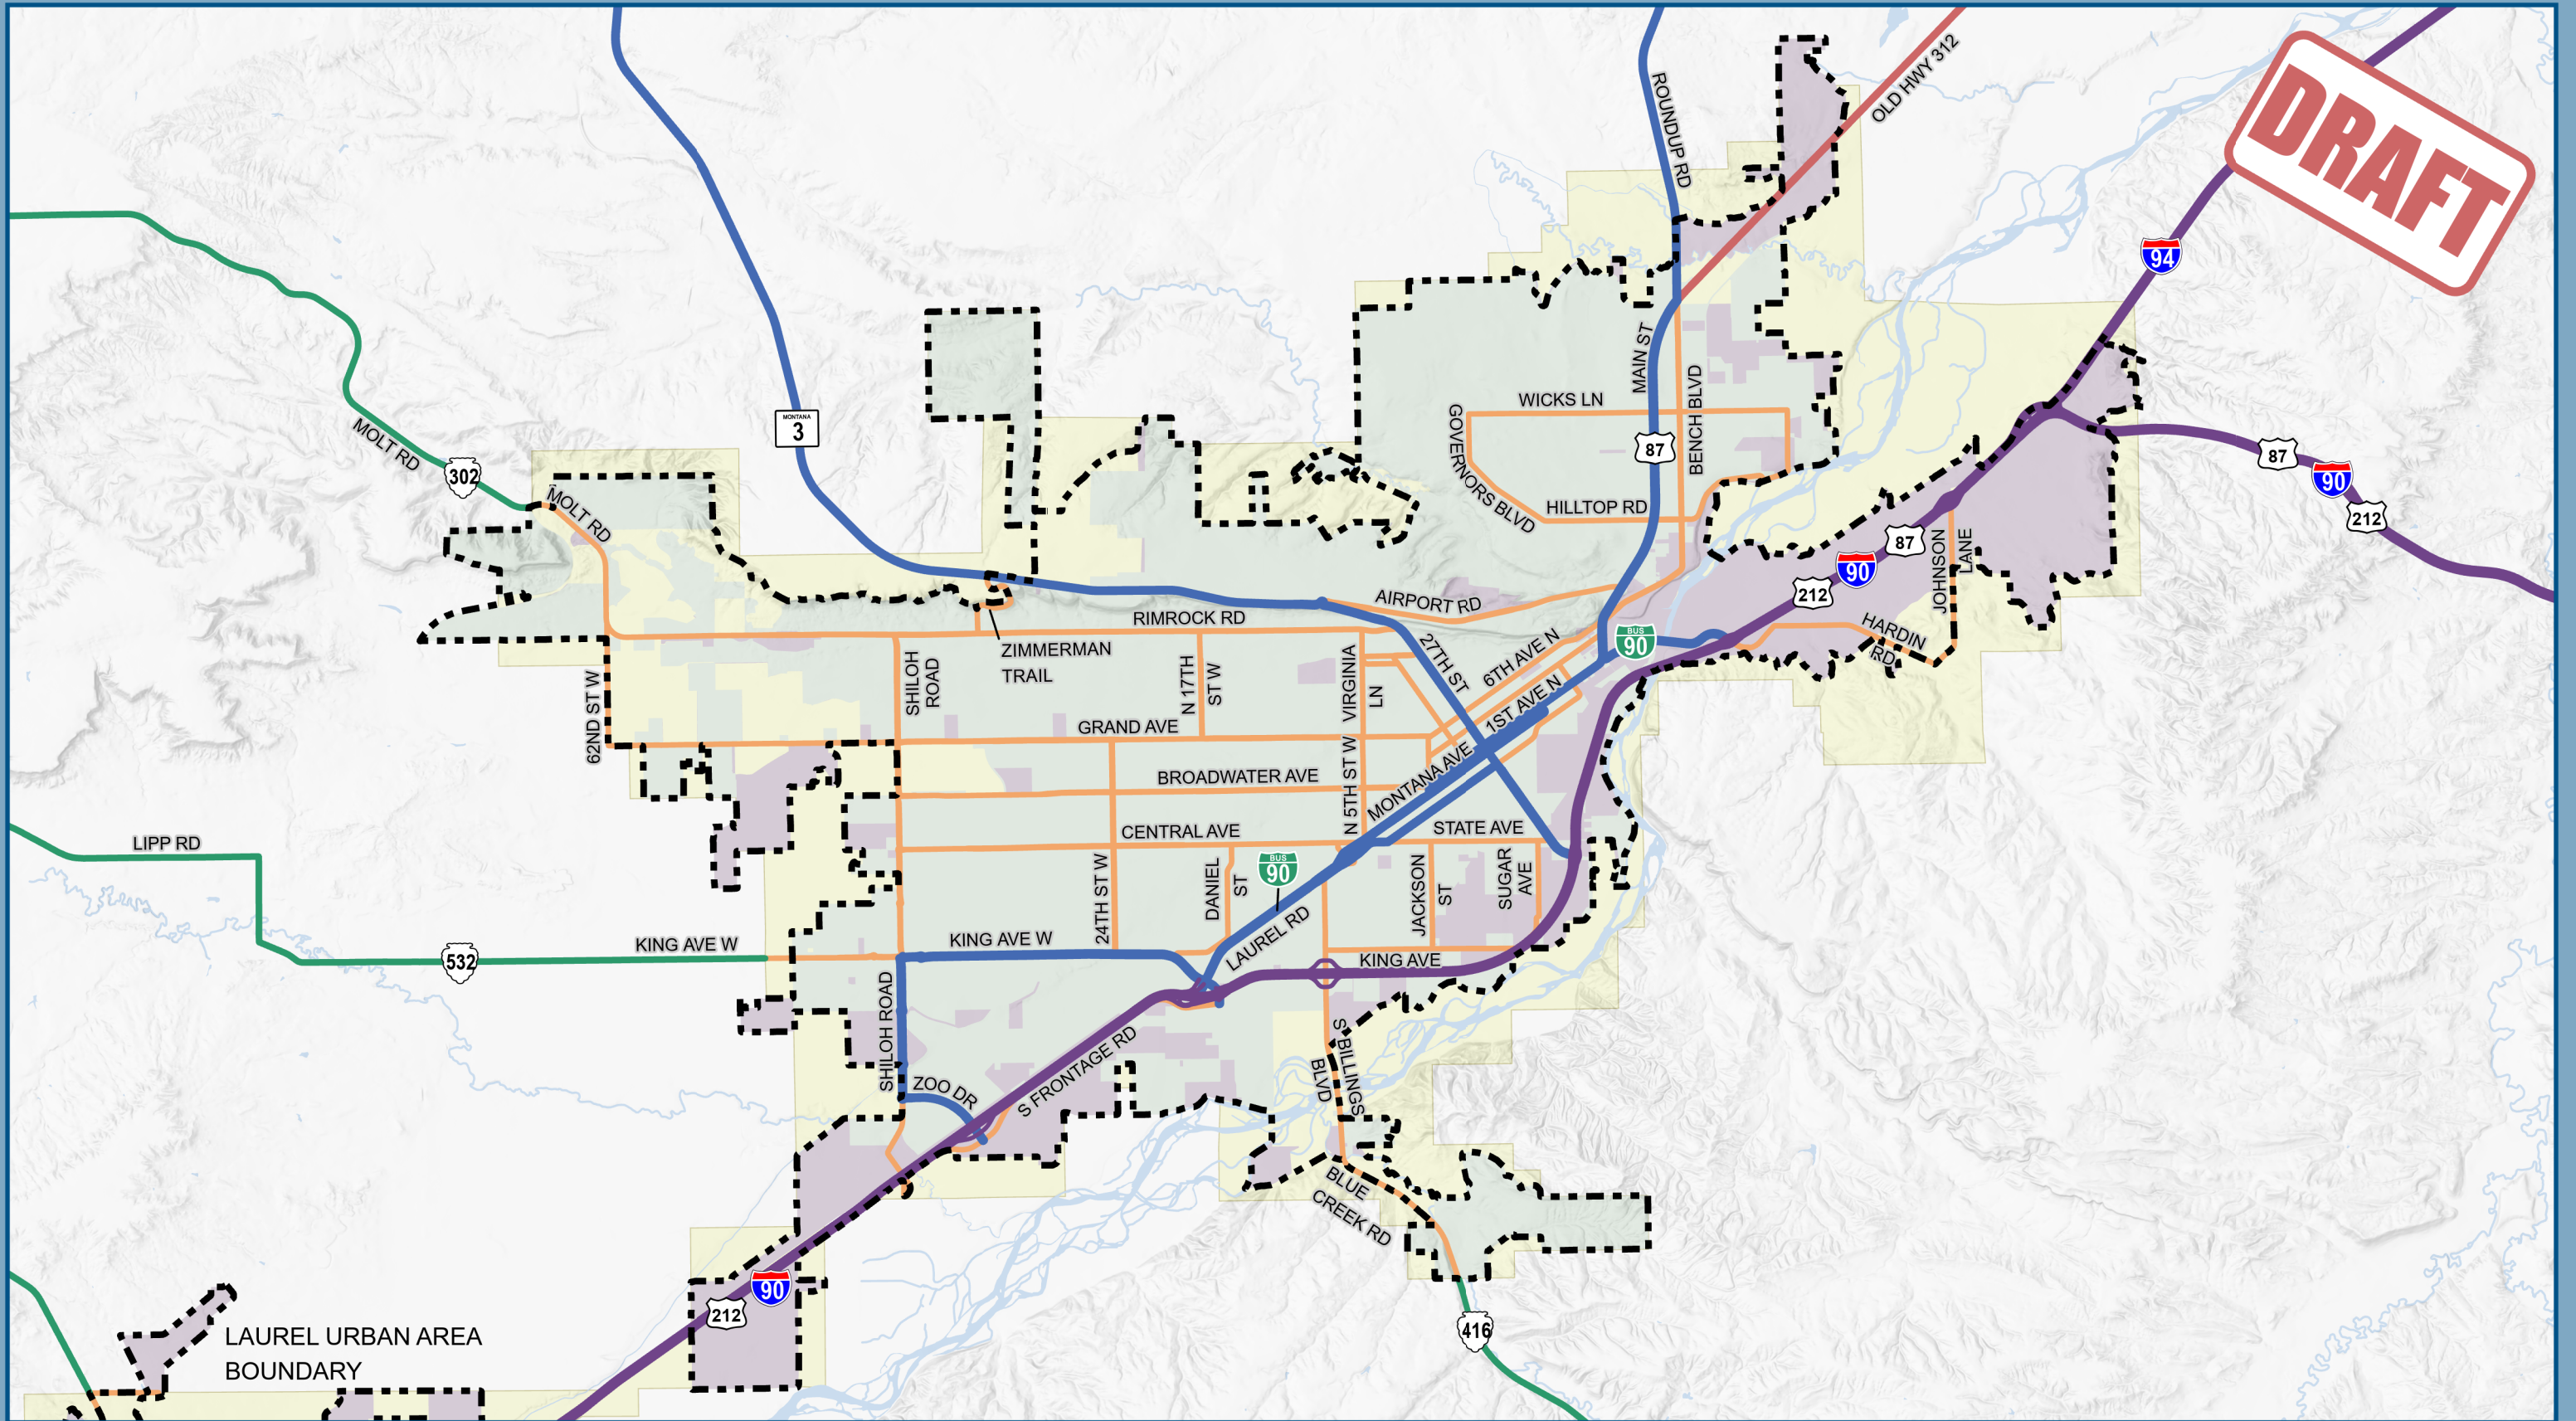 OLD HWY 312
DRAFT
ROUNDUP RD
94
MONTANA
3
MAIN ST
BENCH BLVD
WICKS LN
GOVERNORS BLVD
87
HILLTOP RD
MOLT RD
302
MOLT RD
87
90
212
87
90
212
JOHNSON
LANE
HARDIN
RD
AIRPORT RD
RIMROCK RD
BUS
90
27TH ST
6TH AVE N
1ST AVE N
ZIMMERMAN
TRAIL
SHILOH
ROAD
N 17TH
ST W
VIRGINIA
LN
62ND ST W
GRAND AVE
BROADWATER AVE
N 5TH ST W
MONTANA AVE
CENTRAL AVE
STATE AVE
LIPP RD
24TH ST W
DANIEL
ST
BUS
90
JACKSON
ST
SUGAR
AVE
LAUREL RD
KING AVE W
532
KING AVE W
KING AVE
SHILOH ROAD
ZOO DR
S FRONTAGE RD
S BILLINGS
BLVD
BLUE
CREEK RD
90
212
416
LAUREL URBAN AREA
BOUNDARY